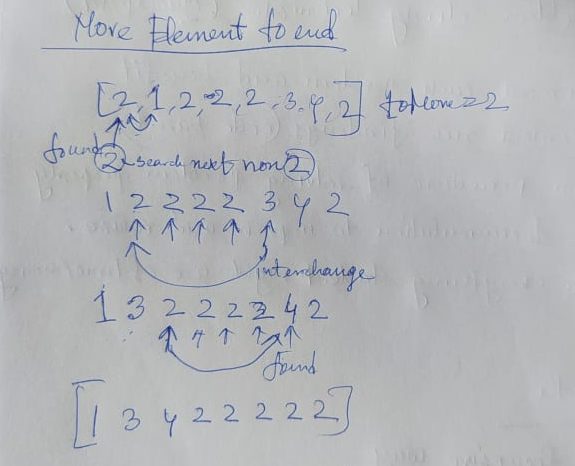 Move Element to end
[2, 1, 2, 2, 2, 3, 4, 2] toMove = 2
found 2 search next non 2
1 2 2 2 2 3 4 2
interchange
1 3 2 2 2 2 4 2
found
[1 3 4 2 2 2 2 2]